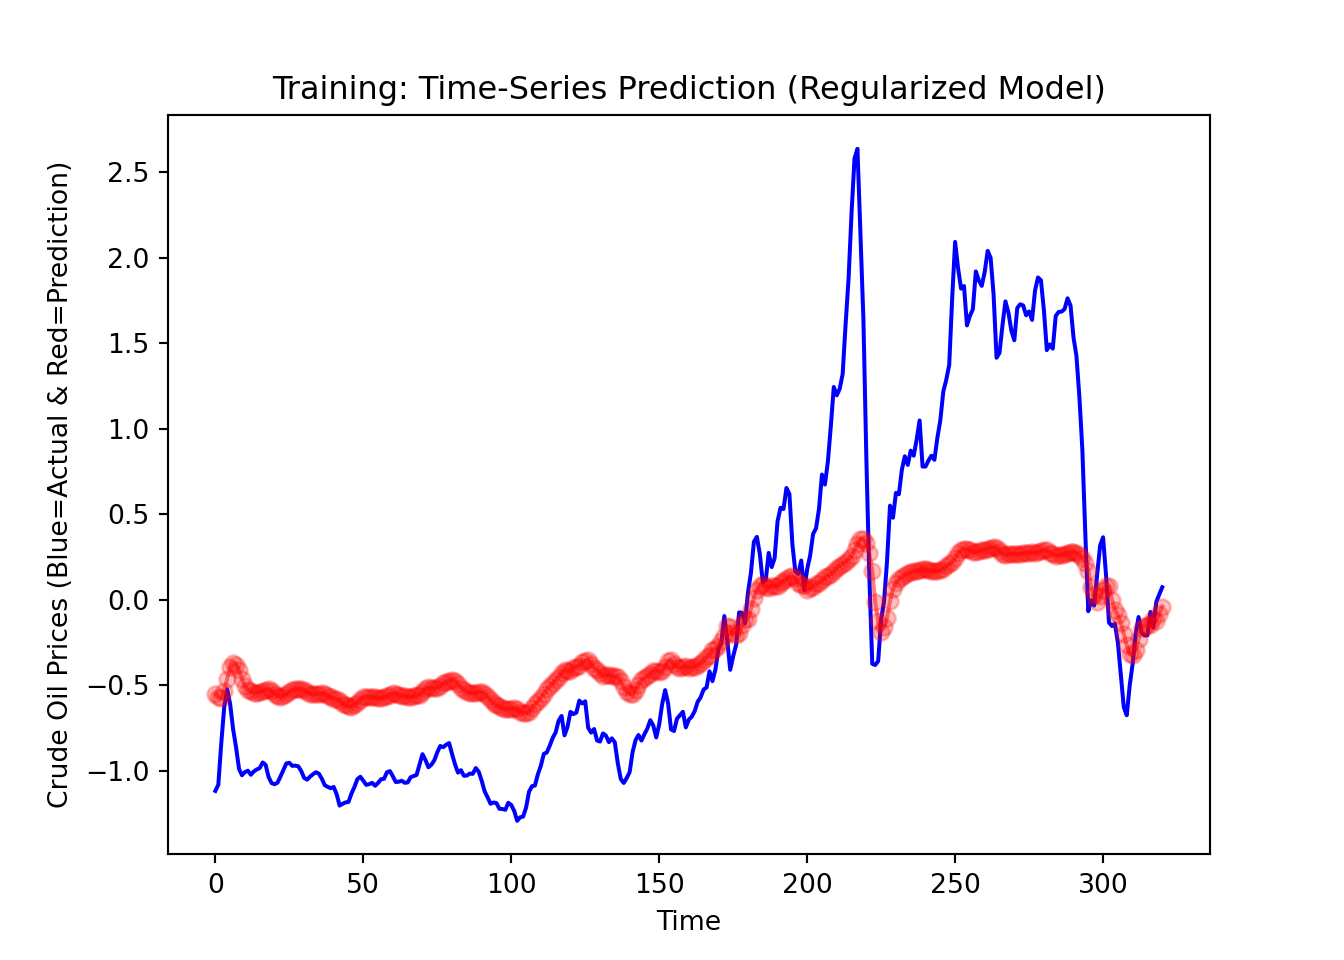 Training: Time-Series Prediction (Regularized Model)
Crude Oil Prices (Blue=Actual & Red=Prediction)
2.5
2.0
1.5
1.0
0.5
0.0
−0.5
−1.0
0 50 100 150 200 250 300
Time